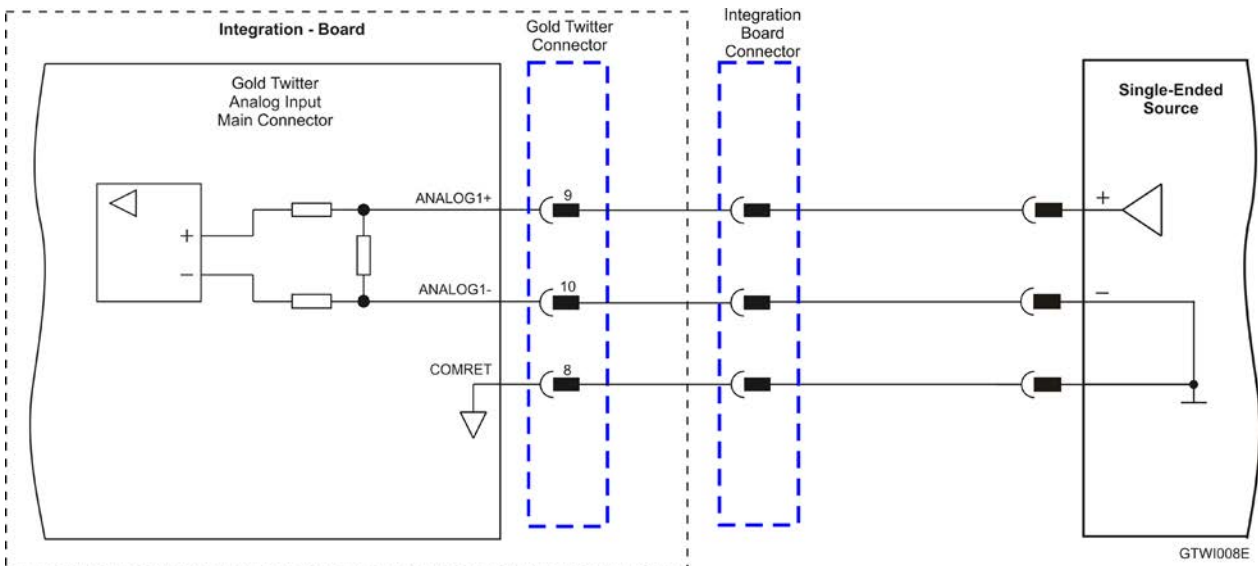 Integration - Board
Gold Twitter
Connector
Integration
Board
Connector
Gold Twitter
Analog Input
Main Connector
Single-Ended
Source
ANALOG1+
9
+
+
−
ANALOG1-
10
−
COMRET
8
GTWI008E